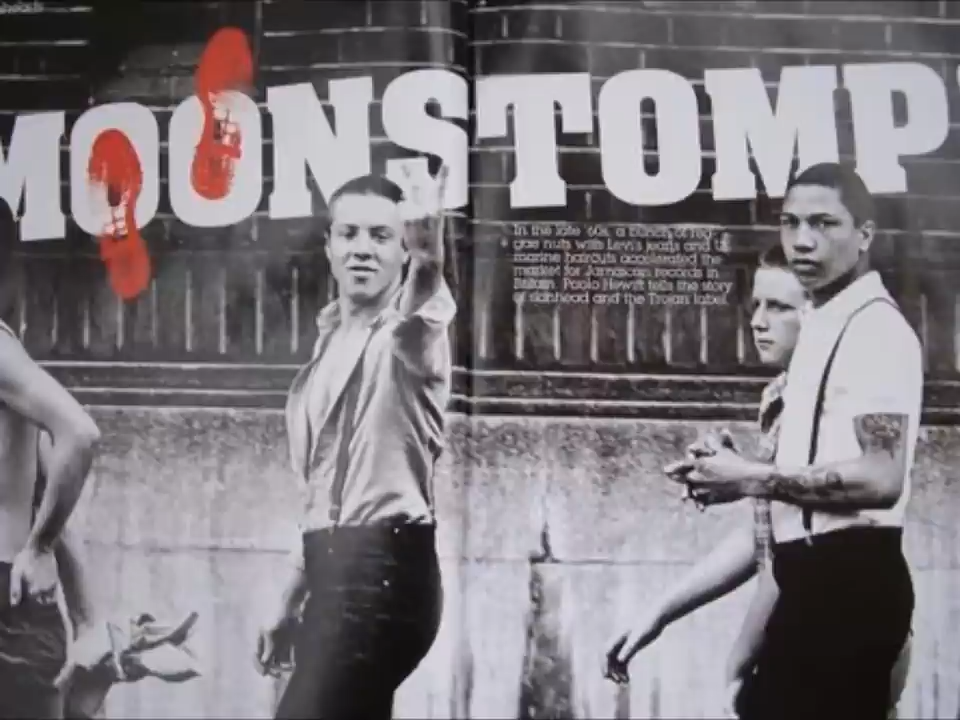 MOONSTOMP
In the late '60s, a bunch of reg-
gae nuts with Levi's jeans and US
marine haircuts accelerated the
market for Jamaican records in
Britain. Paolo Hewitt tells the story
of skinhead and the Trojan label.